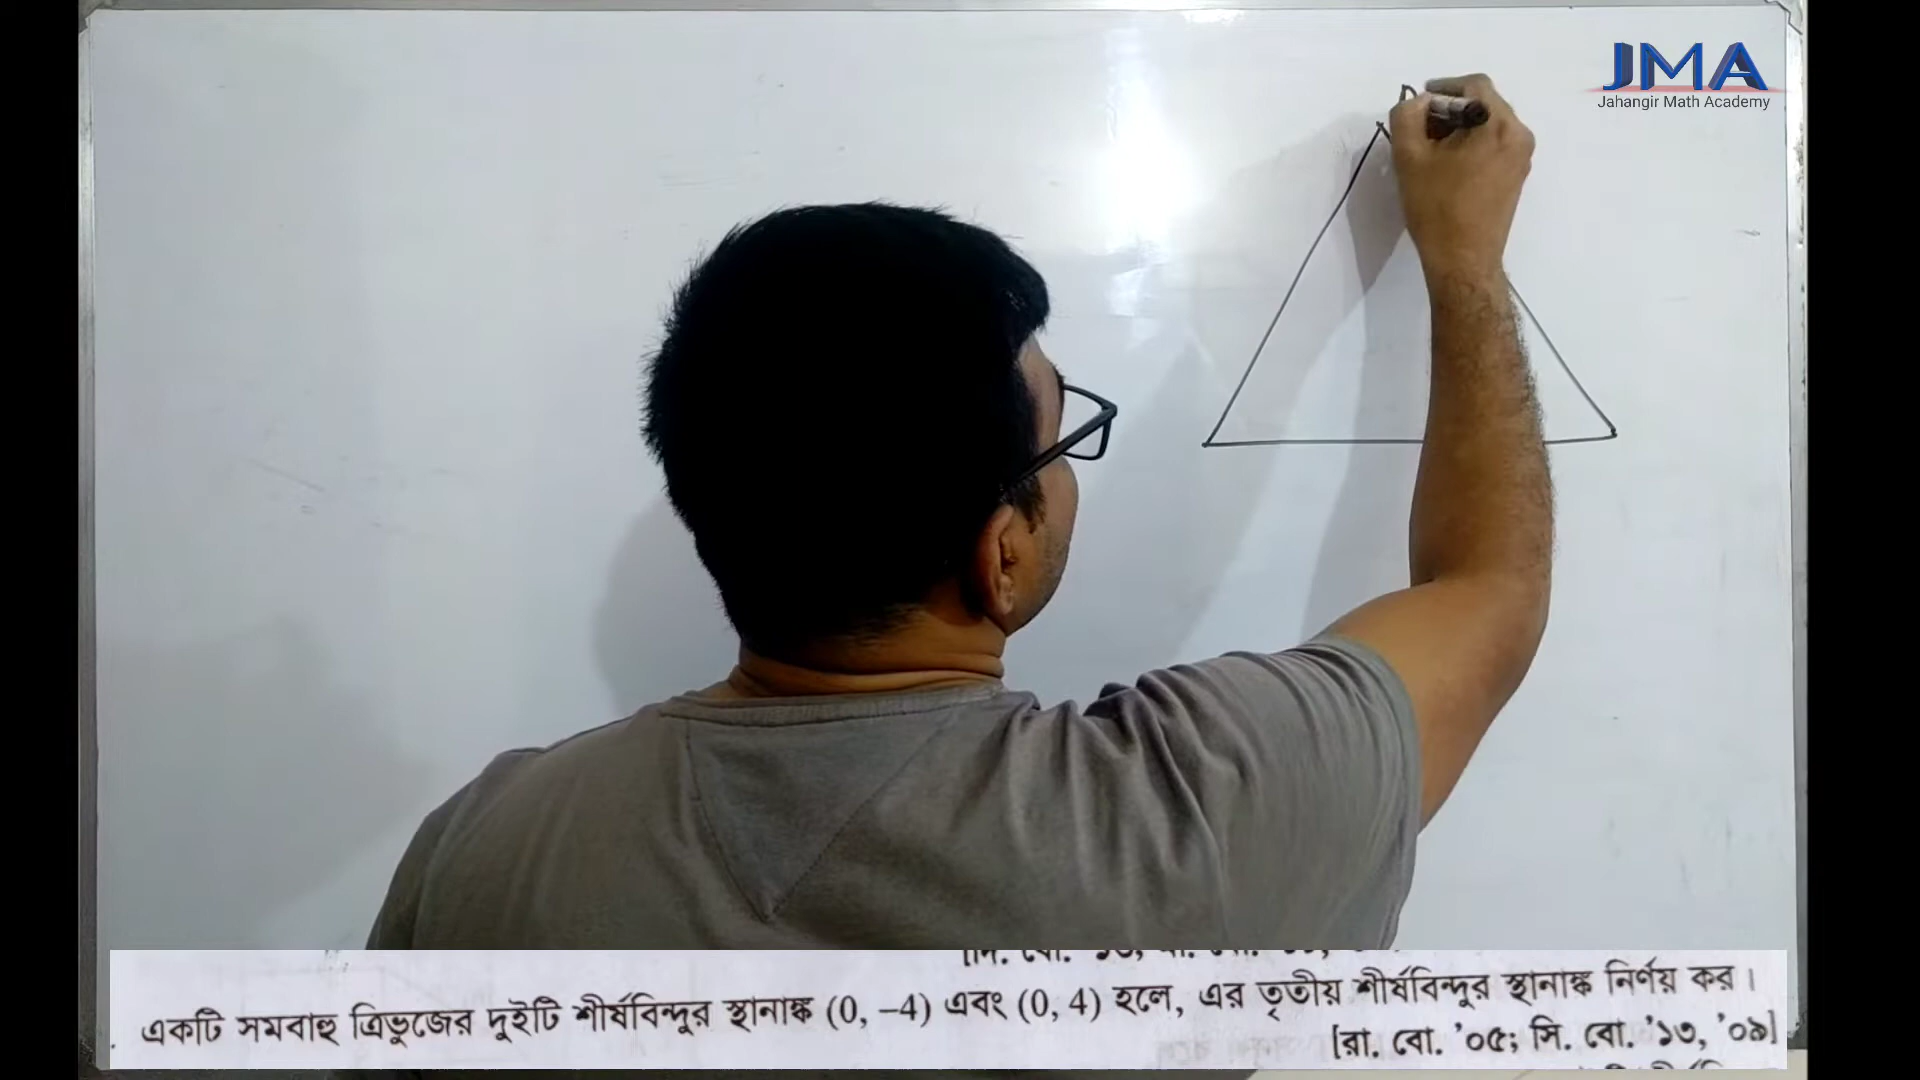 JMA
Jahangir Math Academy
একটি সমবাহু ত্রিভুজের দুইটি শীর্ষবিন্দুর স্থানাঙ্ক (0, –4) এবং (0, 4) হলে, এর তৃতীয় শীর্ষবিন্দুর স্থানাঙ্ক নির্ণয় কর।
[রা. বো. '০৫; সি. বো. '১৩, '০৯]